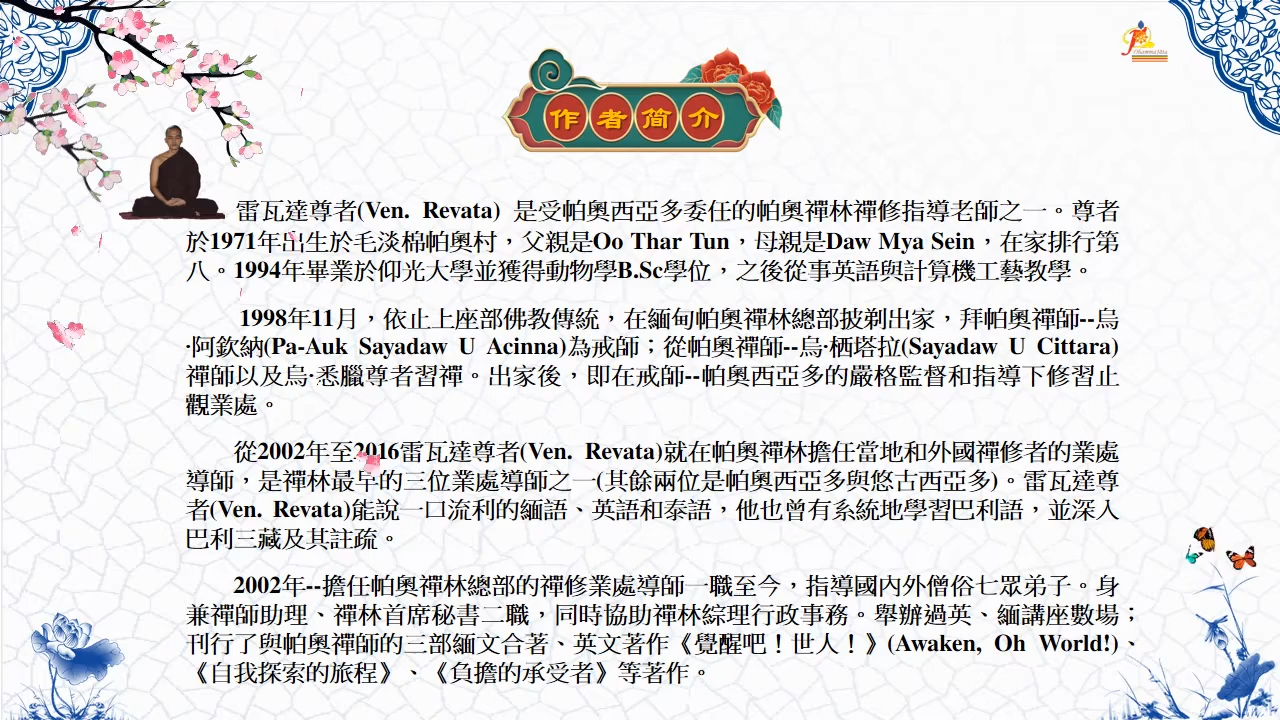 作者簡介
Dhamma Mitta
雷瓦達尊者(Ven. Revata) 是受帕奧西亞多委任的帕奧禪林禪修指導老師之一。尊者
於1971年出生於毛淡棉帕奧村，父親是Oo Thar Tun，母親是Daw Mya Sein，在家排行第
八。1994年畢業於仰光大學並獲得動物學B.Sc學位，之後從事英語與計算機工藝教學。
1998年11月，依止上座部佛教傳統，在緬甸帕奧禪林總部披剃出家，拜帕奧禪師--烏
·阿欽納(Pa-Auk Sayadaw U Acinna)為戒師；從帕奧禪師--烏·栖塔拉(Sayadaw U Cittara)
禪師以及烏·悉臘尊者習禪。出家後，即在戒師--帕奧西亞多的嚴格監督和指導下修習止
觀業處。
從2002年至2016雷瓦達尊者(Ven. Revata)就在帕奧禪林擔任當地和外國禪修者的業處
導師，是禪林最早的三位業處導師之一(其餘兩位是帕奧西亞多與悠古西亞多)。雷瓦達尊
者(Ven. Revata)能說一口流利的緬語、英語和泰語，他也曾有系統地學習巴利語，並深入
巴利三藏及其註疏。
2002年--擔任帕奧禪林總部的禪修業處導師一職至今，指導國內外僧俗七眾弟子。身
兼禪師助理、禪林首席秘書二職，同時協助禪林綜理行政事務。舉辦過英、緬講座數場；
刊行了與帕奧禪師的三部緬文合著、英文著作《覺醒吧！世人！》(Awaken, Oh World!)、
《自我探索的旅程》、《負擔的承受者》等著作。